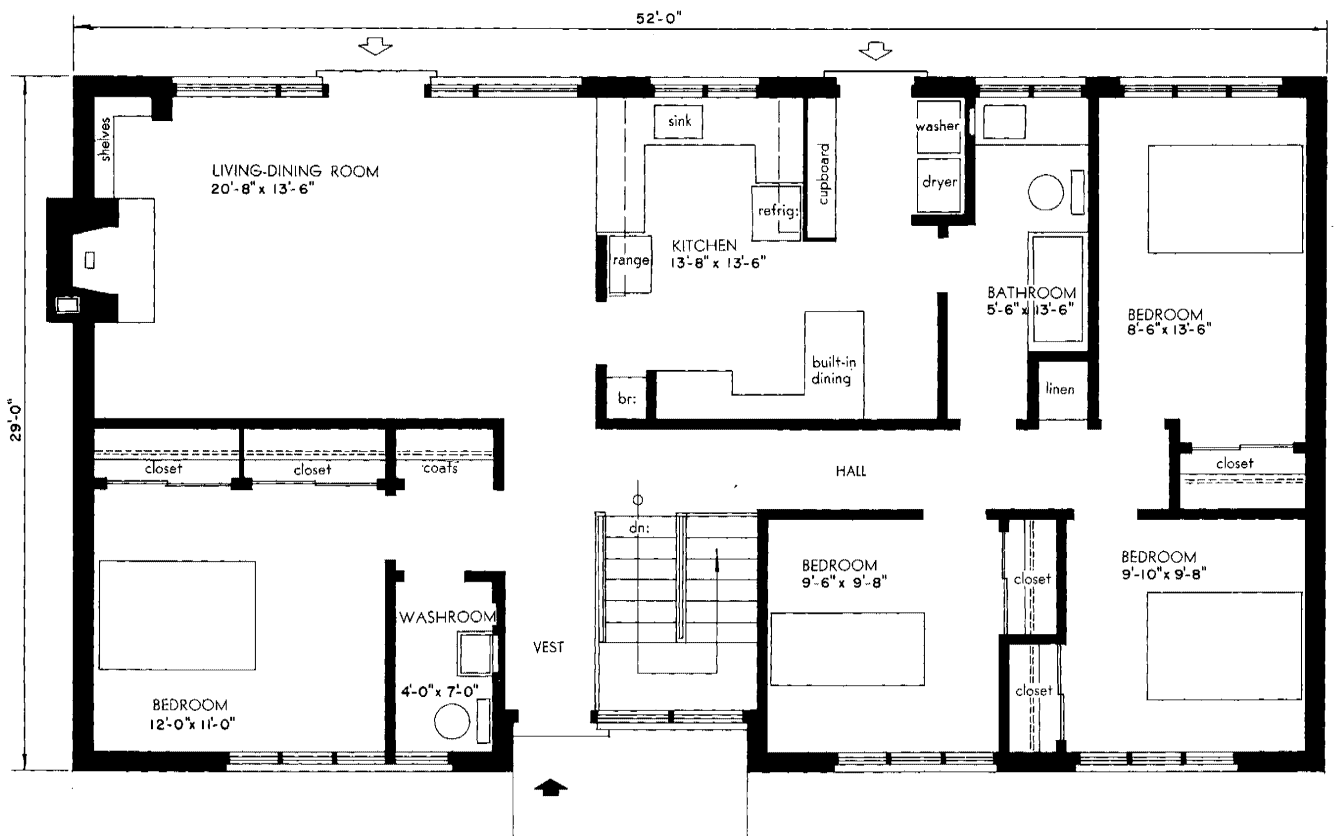 52'-0"
29'-0"
shelves
LIVING-DINING ROOM
20'-8" x 13'-6"
sink
range
refrig:
cupboard
KITCHEN
13'-8" x 13'-6"
br:
built-in
dining
washer
dryer
BATHROOM
5'-6" x 13'-6"
linen
BEDROOM
8'-6" x 13'-6"
closet
closet
closet
coats
HALL
dn:
BEDROOM
12'-0" x 11'-0"
WASHROOM
4'-0" x 7'-0"
VEST
BEDROOM
9'-6" x 9'-8"
closet
closet
BEDROOM
9'-10" x 9'-8"